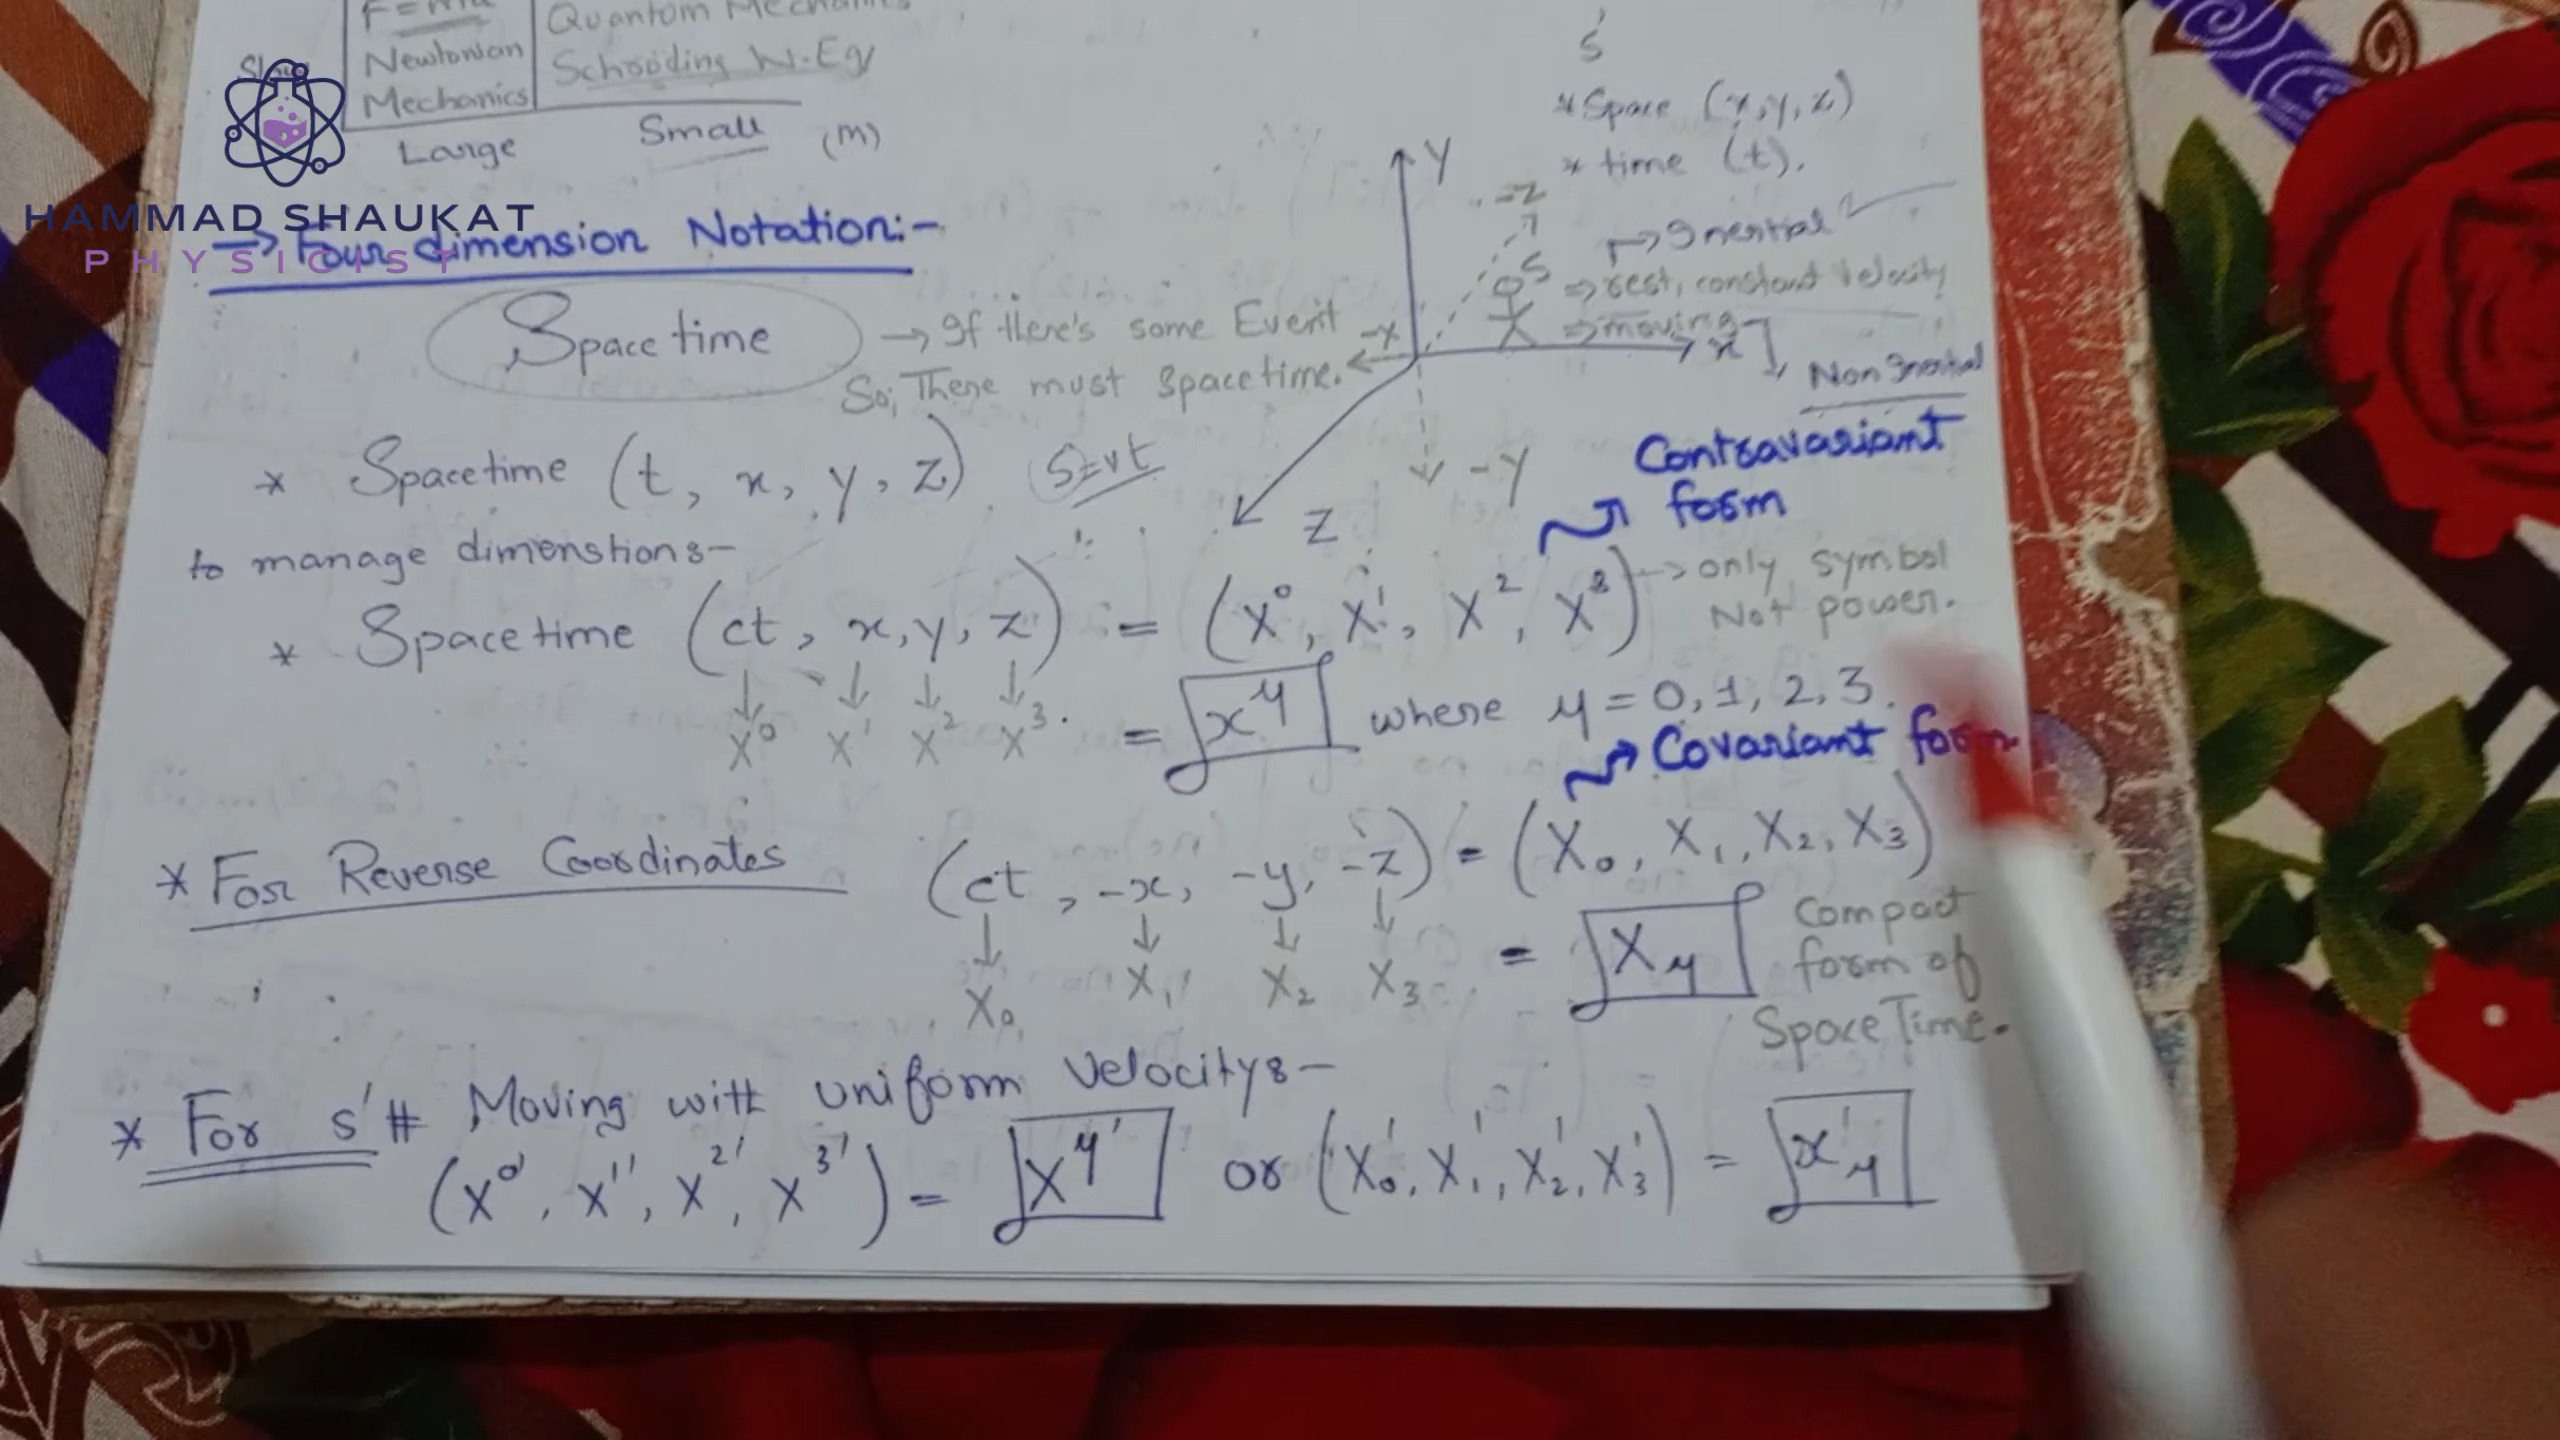 F=ma
Quantum Mechanics
Slow
Newtonian
Mechanics
Schrooding W.Eq
Large
Small
(m)
S'
* Space (x,y,z)
* time (t).
HAMMAD SHAUKAT
PHYSICIST
→ Four dimension Notation:-
Y
-Z
→ Inertial
S
⇒ rest, constant velocity
⇒ moving
Non Inertial
Space time
→ If there's some Event
So, There must spacetime.
-X
x
* Spacetime (t, x, y, z)
S=vt
-Y
Z
Contravariant
form
to manage dimenstions-
* Spacetime (ct, x, y, z) = (X⁰, X¹, X², X³)
→ only symbol
Not power.
X⁰ X¹ X² X³.
= x^μ where μ = 0, 1, 2, 3.
Covariant form
* For Reverse Coordinates (ct, -x, -y, -z) = (X₀, X₁, X₂, X₃)
X₀ X₁ X₂ X₃
= X_μ
Compact
form of
Space Time.
* For s' # Moving with uniform velocity:-
(X⁰', X¹', X²', X³') = X^μ' or (X₀', X₁', X₂', X₃') = x'_μ